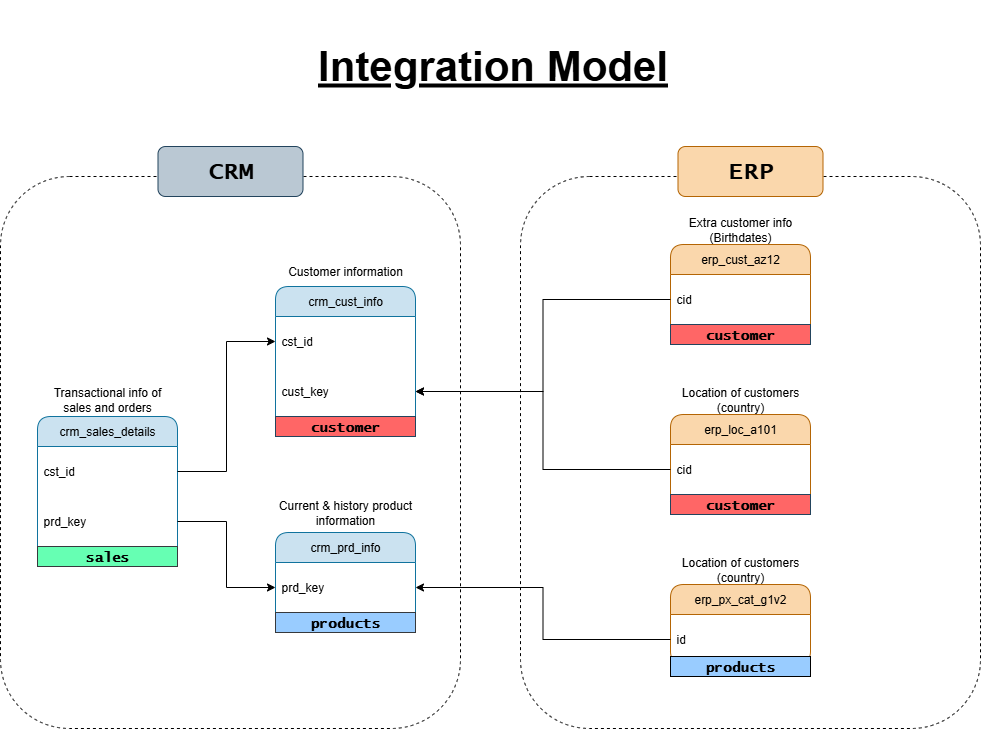 Integration Model
CRM
ERP
Customer information
crm_cust_info
cst_id
cust_key
customer
Transactional info of
sales and orders
crm_sales_details
cst_id
prd_key
sales
Current & history product
information
crm_prd_info
prd_key
products
Extra customer info
(Birthdates)
erp_cust_az12
cid
customer
Location of customers
(country)
erp_loc_a101
cid
customer
Location of customers
(country)
erp_px_cat_g1v2
id
products